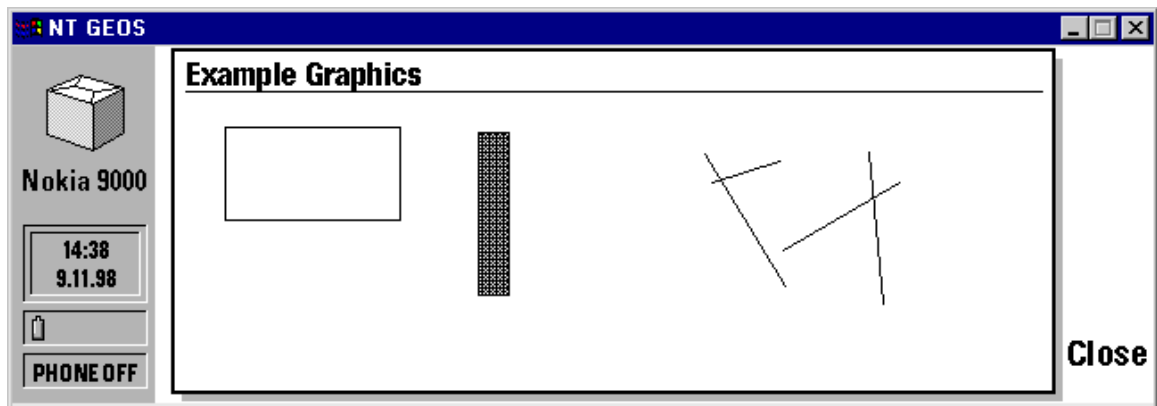 NT GEOS
Example Graphics
Nokia 9000
14:38
9.11.98
PHONE OFF
Close